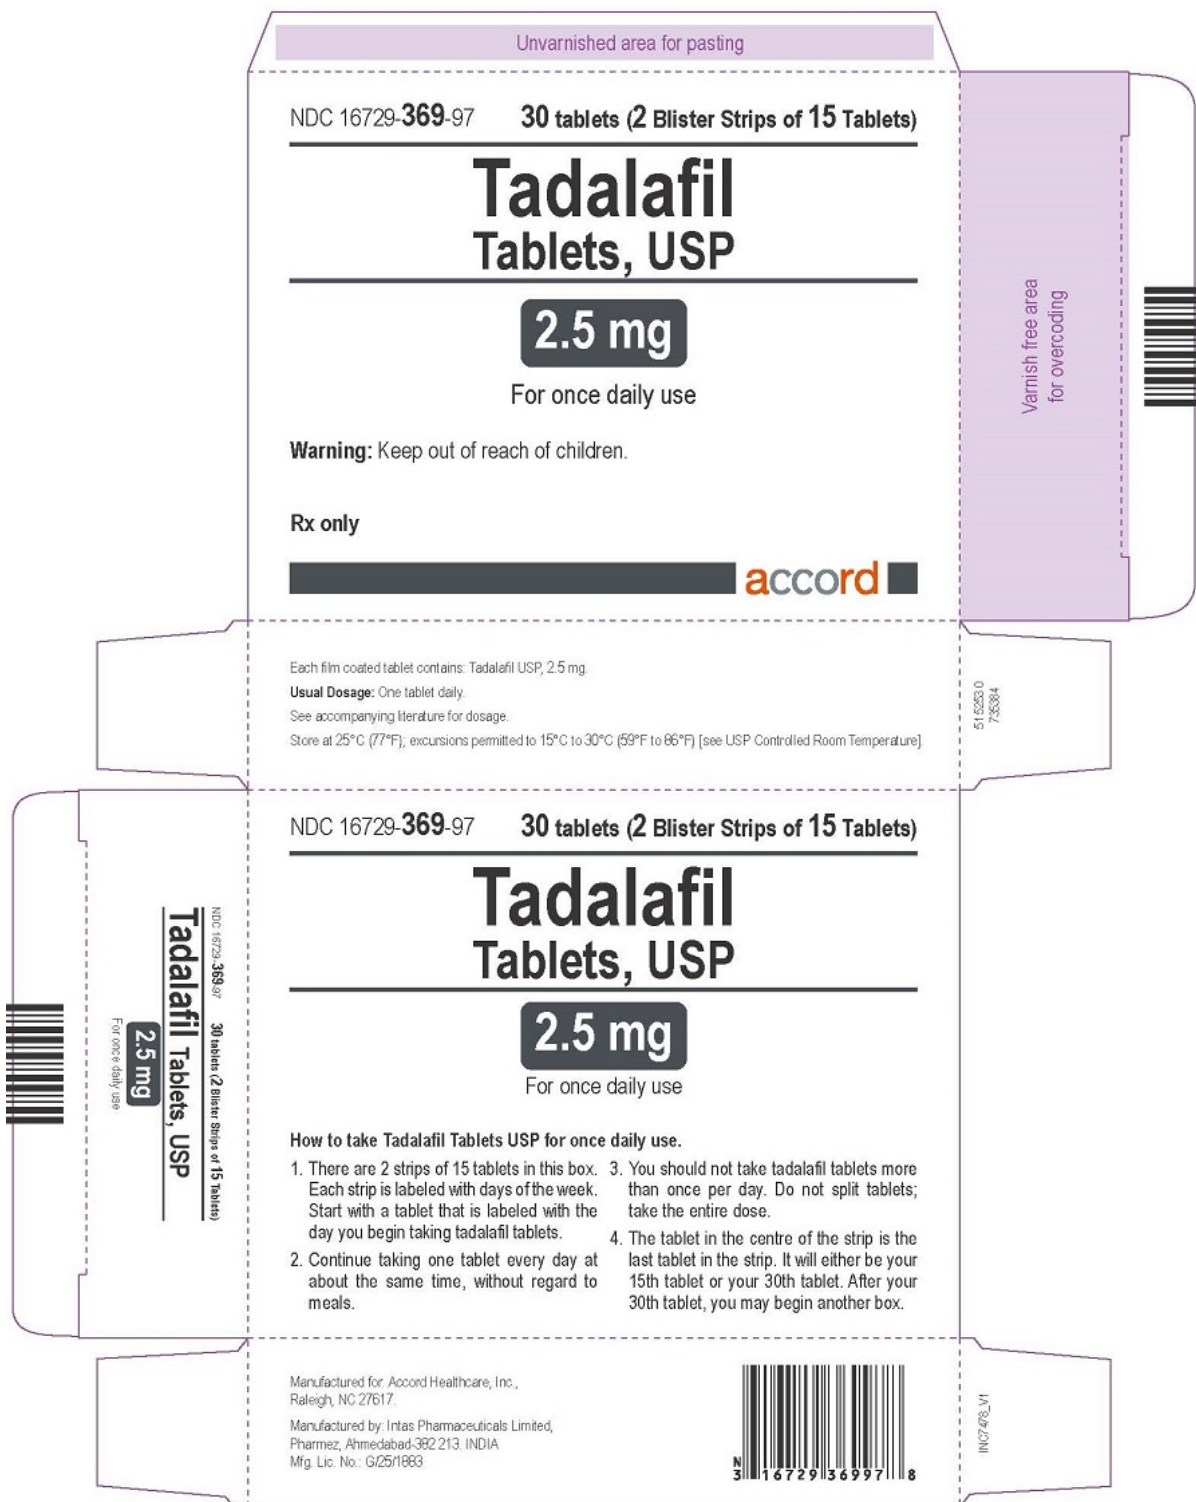 Unvarnished area for pasting
NDC 16729-369-97 30 tablets (2 Blister Strips of 15 Tablets)
Tadalafil
Tablets, USP
2.5 mg
For once daily use
Warning: Keep out of reach of children.
Rx only
accord
Varnish free area
for overcoding
Each film coated tablet contains: Tadalafil USP, 2.5 mg.
Usual Dosage: One tablet daily.
See accompanying literature for dosage.
Store at 25°C (77°F); excursions permitted to 15°C to 30°C (59°F to 86°F) [see USP Controlled Room Temperature]
51 5253 0
735384
NDC 16729-369-97 30 tablets (2 Blister Strips of 15 Tablets)
Tadalafil
Tablets, USP
2.5 mg
For once daily use
How to take Tadalafil Tablets USP for once daily use.
1. There are 2 strips of 15 tablets in this box.
Each strip is labeled with days of the week.
Start with a tablet that is labeled with the
day you begin taking tadalafil tablets.
2. Continue taking one tablet every day at
about the same time, without regard to
meals.
3. You should not take tadalafil tablets more
than once per day. Do not split tablets;
take the entire dose.
4. The tablet in the centre of the strip is the
last tablet in the strip. It will either be your
15th tablet or your 30th tablet. After your
30th tablet, you may begin another box.
NDC 16729-369-97 30 tablets (2 Blister Strips of 15 Tablets)
Tadalafil Tablets, USP
2.5 mg
For once daily use
Manufactured for: Accord Healthcare, Inc.,
Raleigh, NC 27617.
Manufactured by: Intas Pharmaceuticals Limited,
Pharmez, Ahmedabad-382 213. INDIA
Mfg. Lic. No.: G/25/1883
N
3 16729 36997 8
INC7478_V1